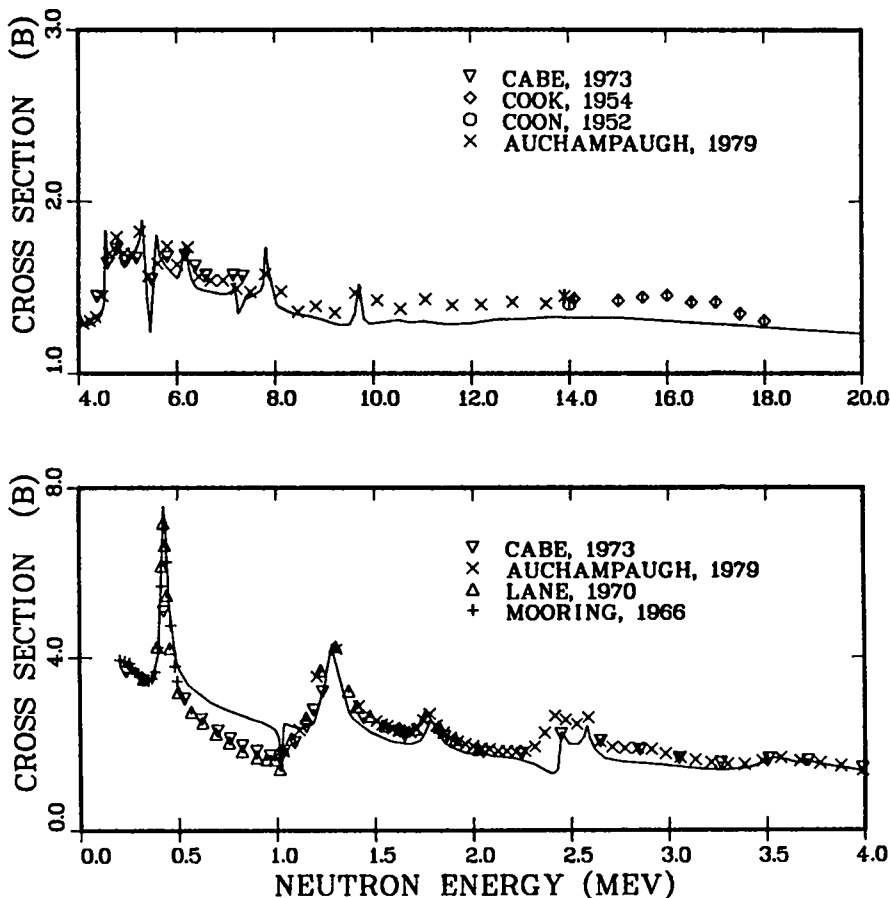 CROSS SECTION (B)
3.0
2.0
1.0
CABE, 1973
COOK, 1954
COON, 1952
AUCHAMPAUGH, 1979
4.0 6.0 8.0 10.0 12.0 14.0 16.0 18.0 20.0
CROSS SECTION (B)
8.0
4.0
0.0
CABE, 1973
AUCHAMPAUGH, 1979
LANE, 1970
MOORING, 1966
0.0 0.5 1.0 1.5 2.0 2.5 3.0 3.5 4.0
NEUTRON ENERGY (MEV)